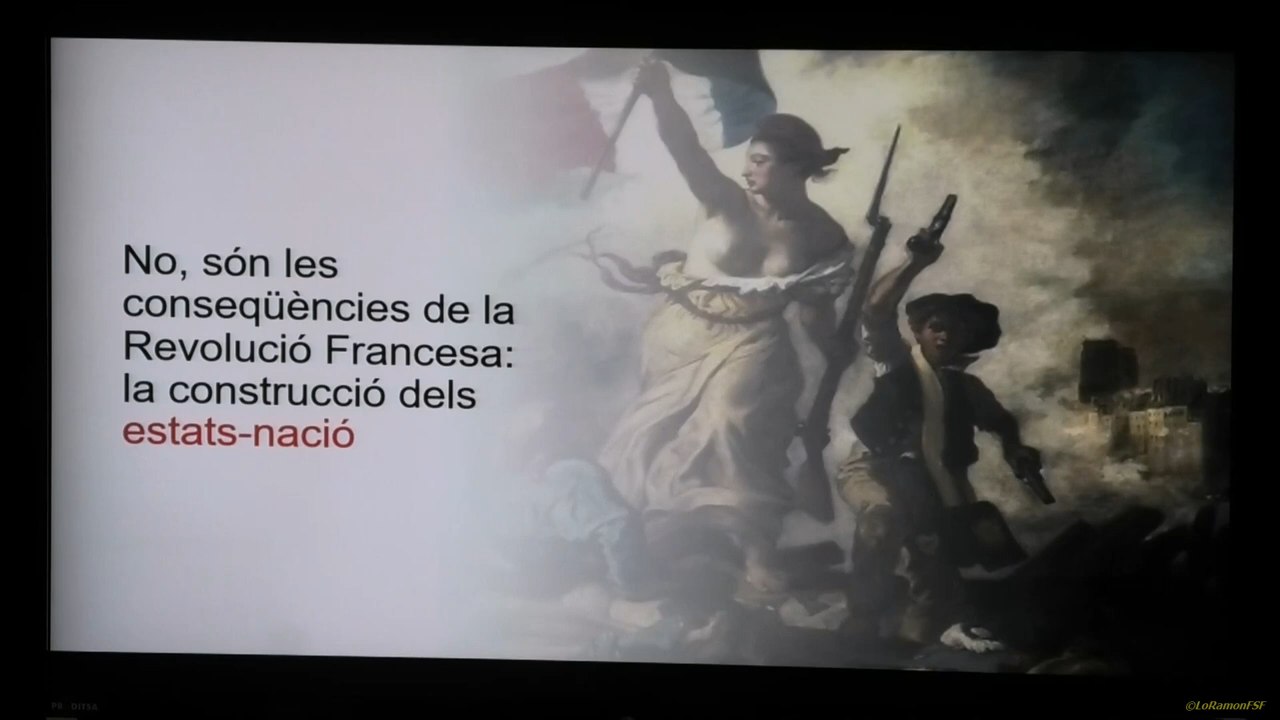 No, són les
conseqüències de la
Revolució Francesa:
la construcció dels
estats-nació
©LoRamonFSF